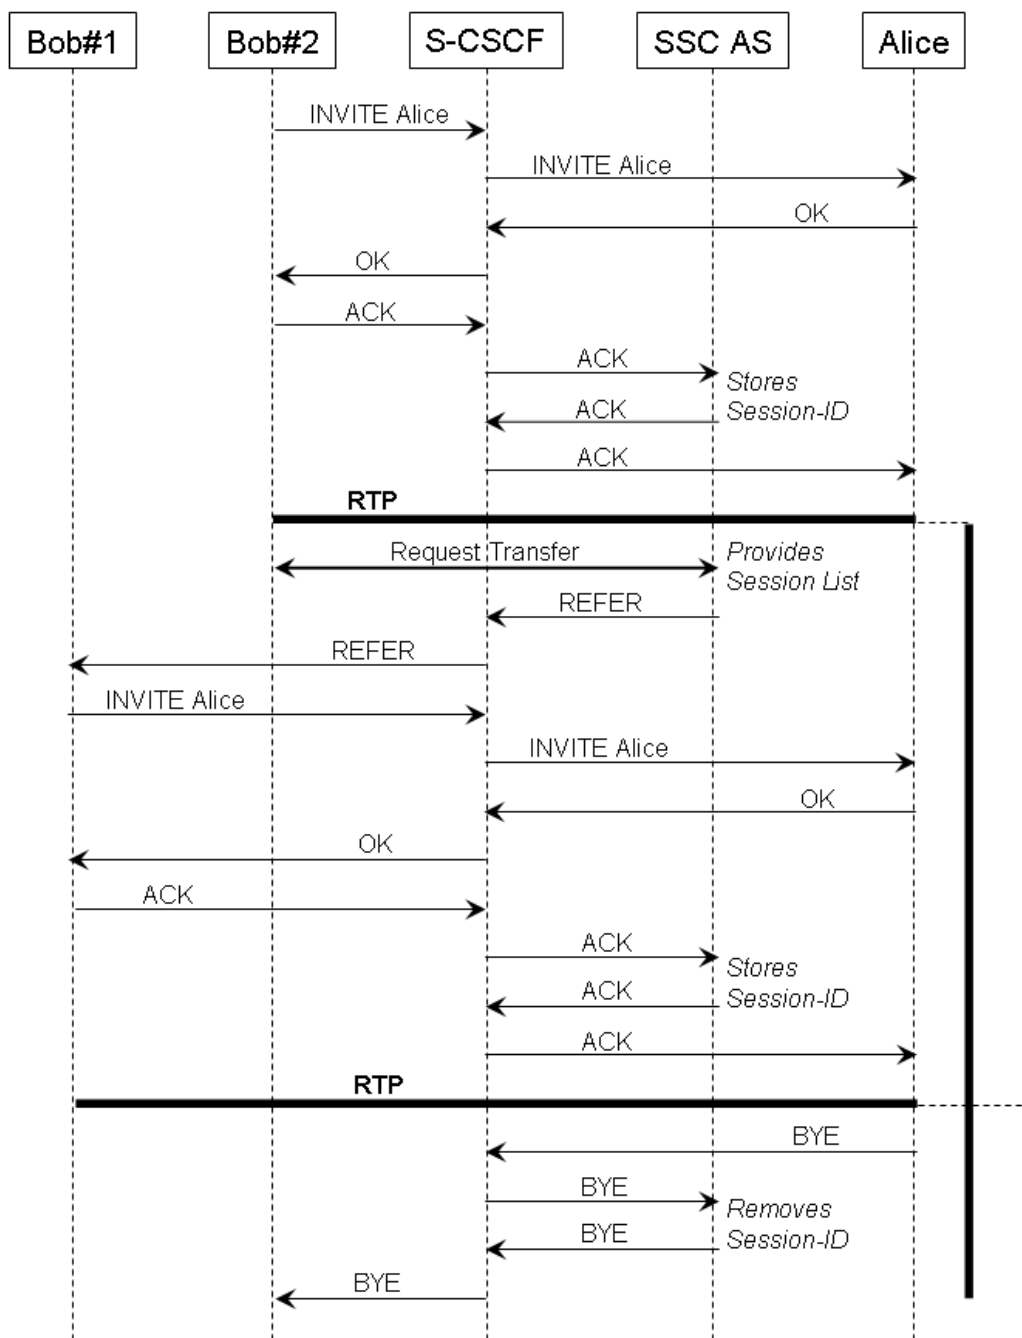 Bob#1 Bob#2 S-CSCF SSC AS Alice
INVITE Alice
INVITE Alice
OK
OK
ACK
ACK
Stores
Session-ID
ACK
ACK
RTP
Request Transfer
Provides
Session List
REFER
REFER
INVITE Alice
INVITE Alice
OK
OK
ACK
ACK
Stores
Session-ID
ACK
ACK
RTP
BYE
BYE
Removes
Session-ID
BYE
BYE